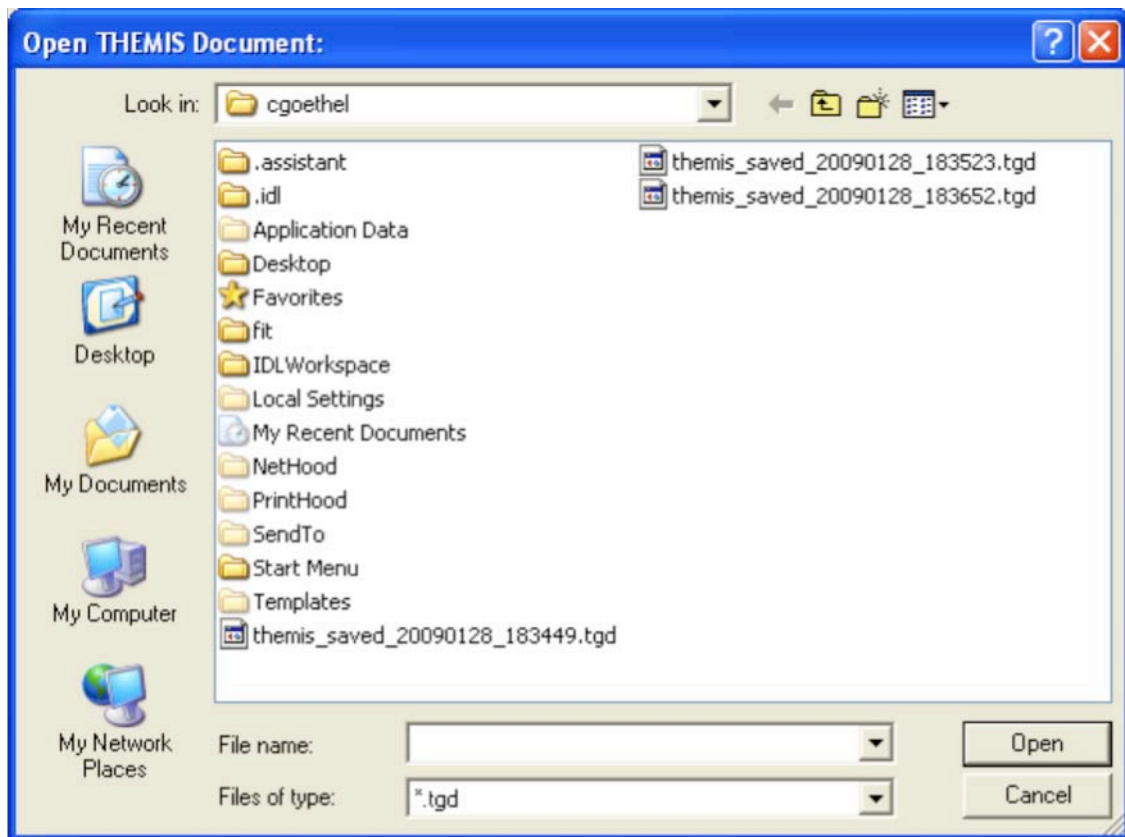 Open THEMIS Document:
Look in:
cgoethel
My Recent
Documents
Desktop
My Documents
My Computer
My Network
Places
.assistant
.idl
Application Data
Desktop
Favorites
fit
IDLWorkspace
Local Settings
My Recent Documents
NetHood
PrintHood
SendTo
Start Menu
Templates
themis_saved_20090128_183449.tgd
themis_saved_20090128_183523.tgd
themis_saved_20090128_183652.tgd
File name:
Open
Files of type:
*.tgd
Cancel